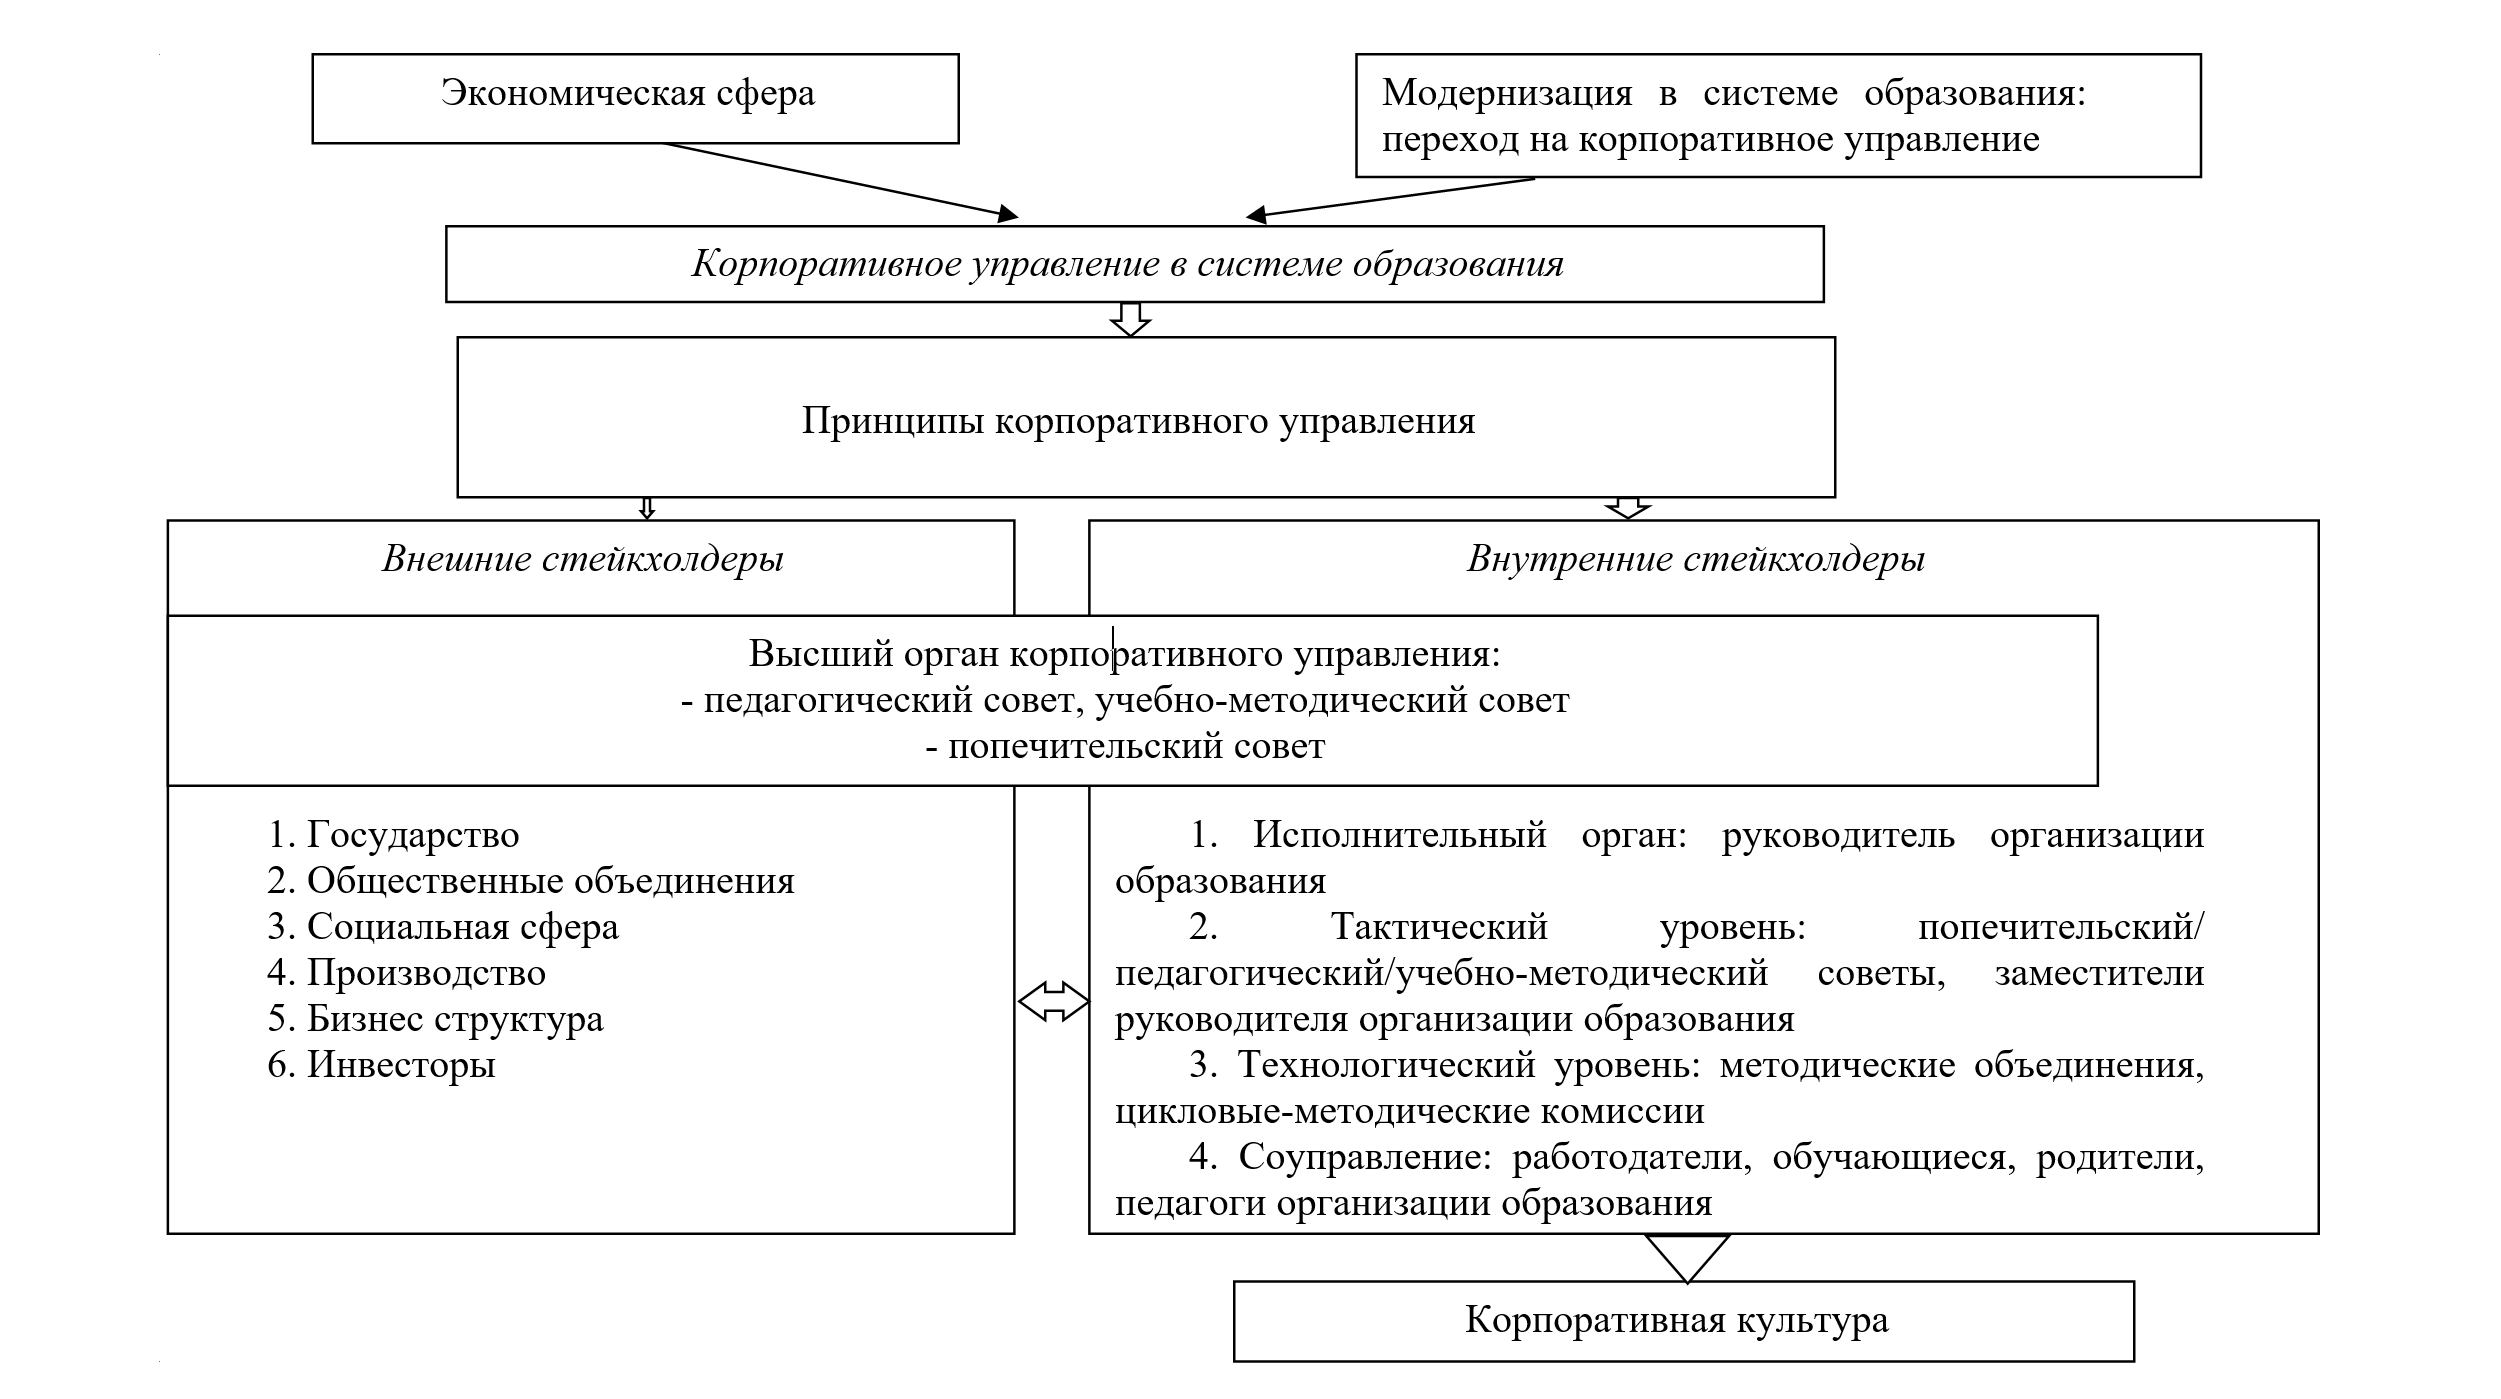 Экономическая сфера
Модернизация в системе образования:
переход на корпоративное управление
Корпоративное управление в системе образования
Принципы корпоративного управления
Внешние стейкхолдеры
Внутренние стейкхолдеры
Высший орган корпоративного управления:
- педагогический совет, учебно-методический совет
- попечительский совет
1. Государство
2. Общественные объединения
3. Социальная сфера
4. Производство
5. Бизнес структура
6. Инвесторы
1. Исполнительный орган: руководитель организации
образования
2. Тактический уровень: попечительский/
педагогический/учебно-методический советы, заместители
руководителя организации образования
3. Технологический уровень: методические объединения,
цикловые-методические комиссии
4. Соуправление: работодатели, обучающиеся, родители,
педагоги организации образования
Корпоративная культура